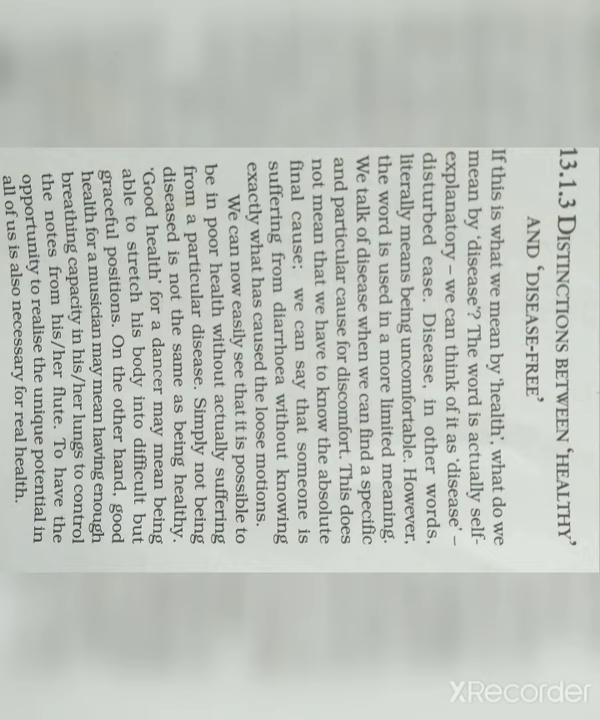 13.1.3 DISTINCTIONS BETWEEN ‘HEALTHY’
AND ‘DISEASE-FREE’
If this is what we mean by ‘health’, what do we
mean by ‘disease’? The word is actually self-
explanatory – we can think of it as ‘disease’ –
disturbed ease. Disease, in other words,
literally means being uncomfortable. However,
the word is used in a more limited meaning.
We talk of disease when we can find a specific
and particular cause for discomfort. This does
not mean that we have to know the absolute
final cause; we can say that someone is
suffering from diarrhoea without knowing
exactly what has caused the loose motions.
We can now easily see that it is possible to
be in poor health without actually suffering
from a particular disease. Simply not being
diseased is not the same as being healthy.
‘Good health’ for a dancer may mean being
able to stretch his body into difficult but
graceful positions. On the other hand, good
health for a musician may mean having enough
breathing capacity in his/her lungs to control
the notes from his/her flute. To have the
opportunity to realise the unique potential in
all of us is also necessary for real health.
XRecorder